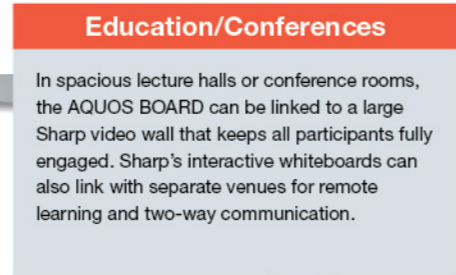 Education/Conferences
In spacious lecture halls or conference rooms,
the AQUOS BOARD can be linked to a large
Sharp video wall that keeps all participants fully
engaged. Sharp’s interactive whiteboards can
also link with separate venues for remote
learning and two-way communication.